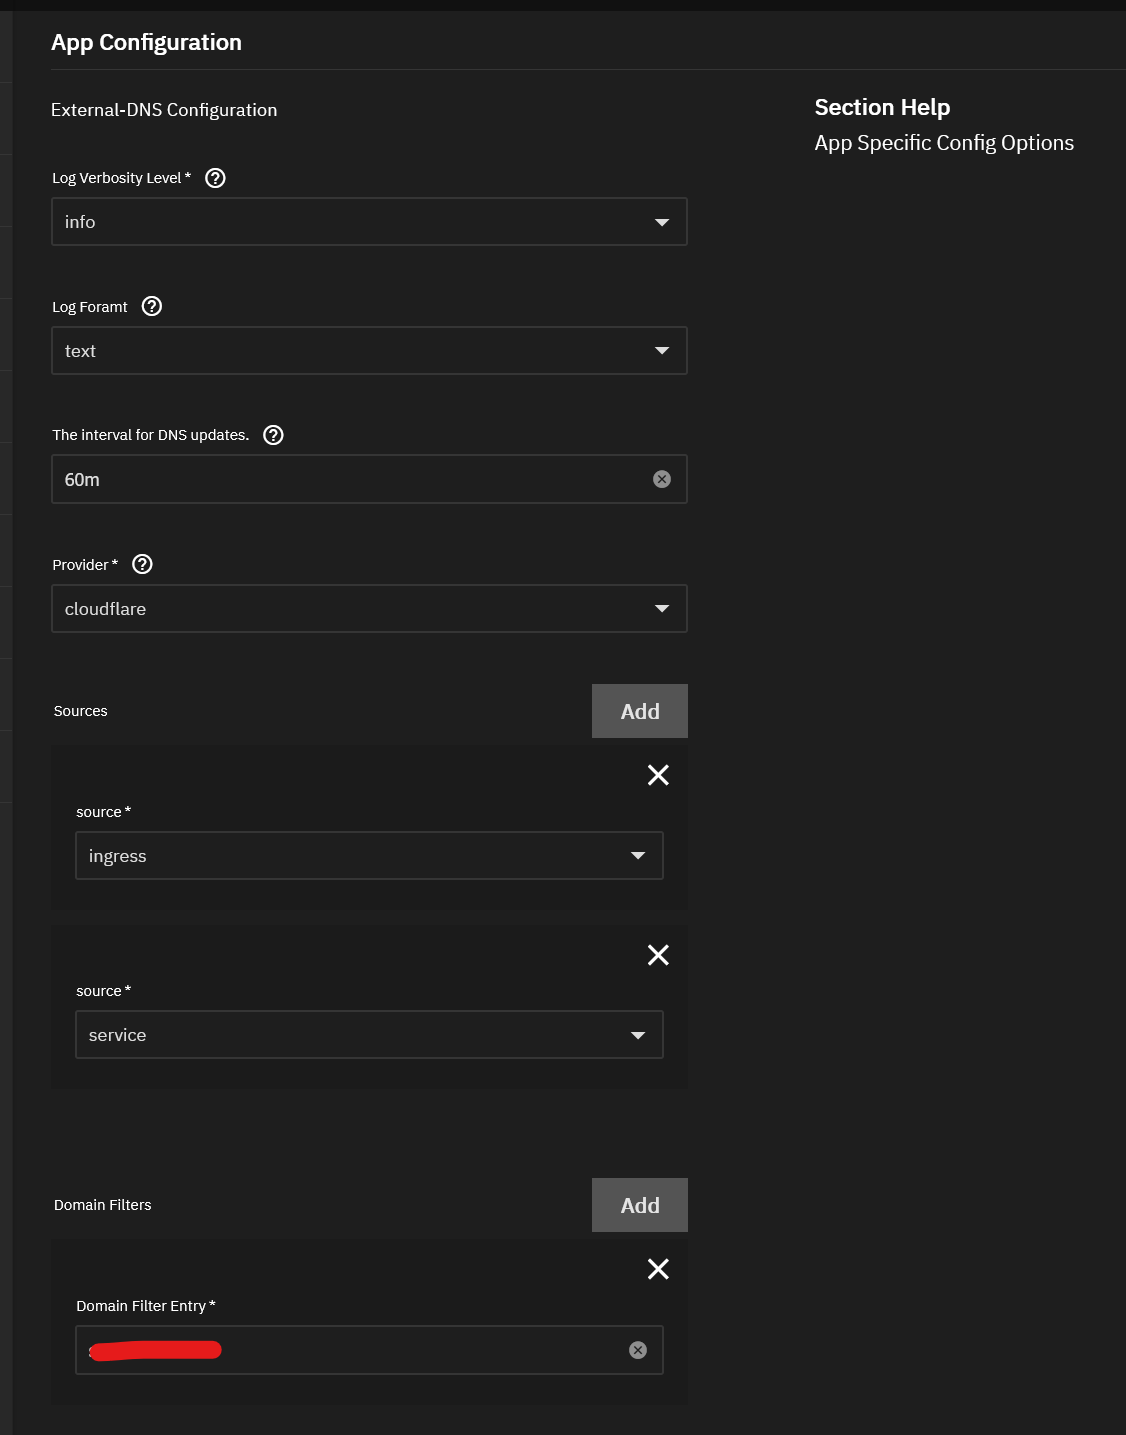 App Configuration
External-DNS Configuration
Section Help
App Specific Config Options
Log Verbosity Level *
info
Log Foramt
text
The interval for DNS updates.
60m
Provider *
cloudflare
Sources
Add
source *
ingress
source *
service
Domain Filters
Add
Domain Filter Entry *